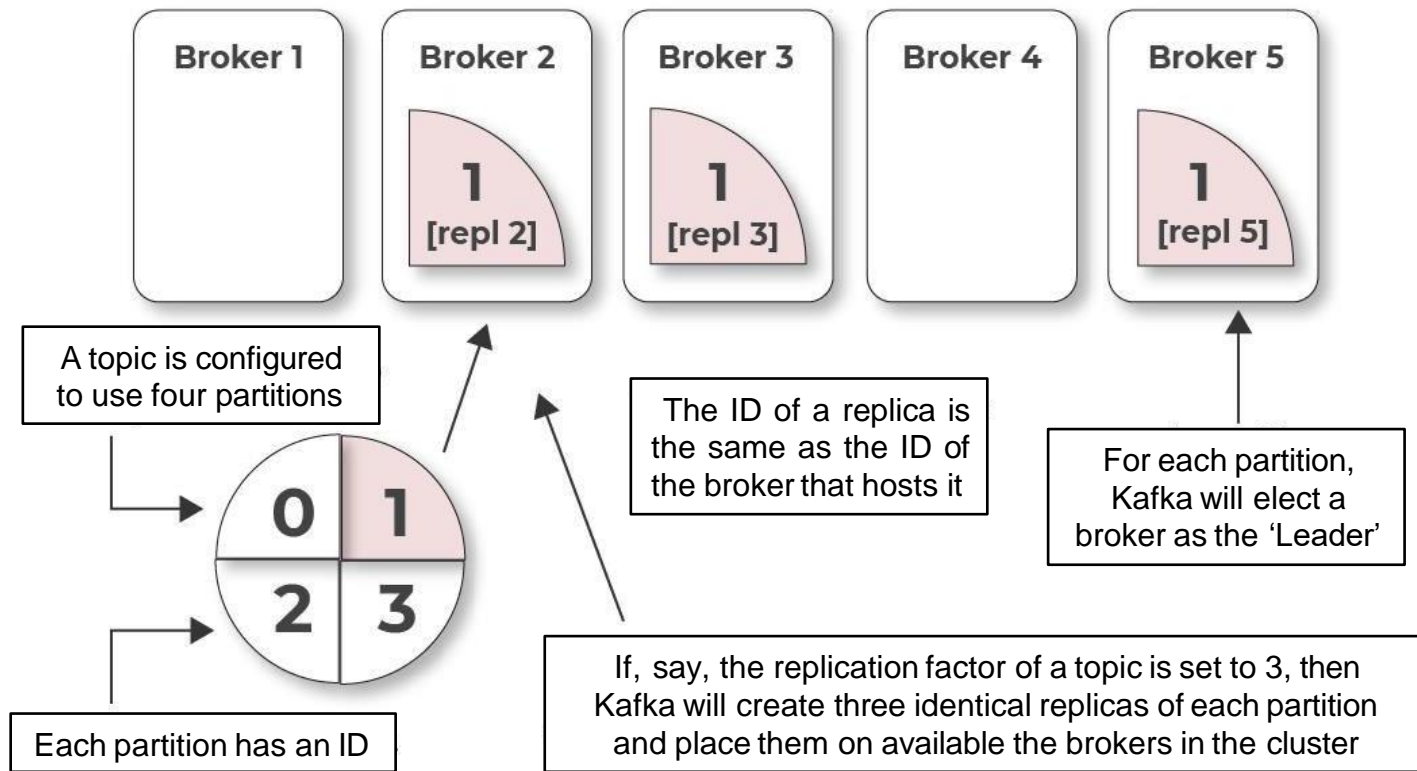 Broker 1
Broker 2
Broker 3
Broker 4
Broker 5
1
[repl 2]
1
[repl 3]
1
[repl 5]
A topic is configured
to use four partitions
The ID of a replica is
the same as the ID of
the broker that hosts it
For each partition,
Kafka will elect a
broker as the ‘Leader’
0 1
2 3
If, say, the replication factor of a topic is set to 3, then
Kafka will create three identical replicas of each partition
and place them on available the brokers in the cluster
Each partition has an ID